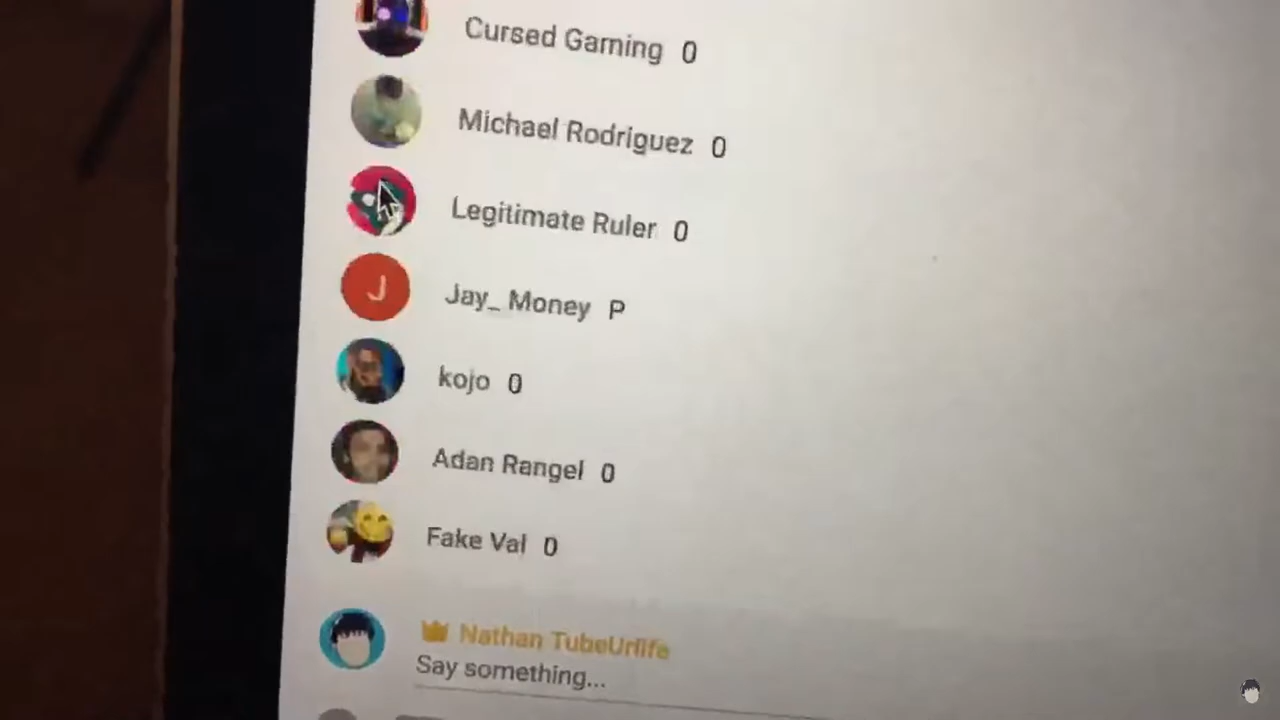 Cursed Gaming 0
Michael Rodriguez 0
Legitimate Ruler 0
J
Jay_ Money P
kojo 0
Adan Rangel 0
Fake Val 0
Nathan TubeUrlife
Say something...